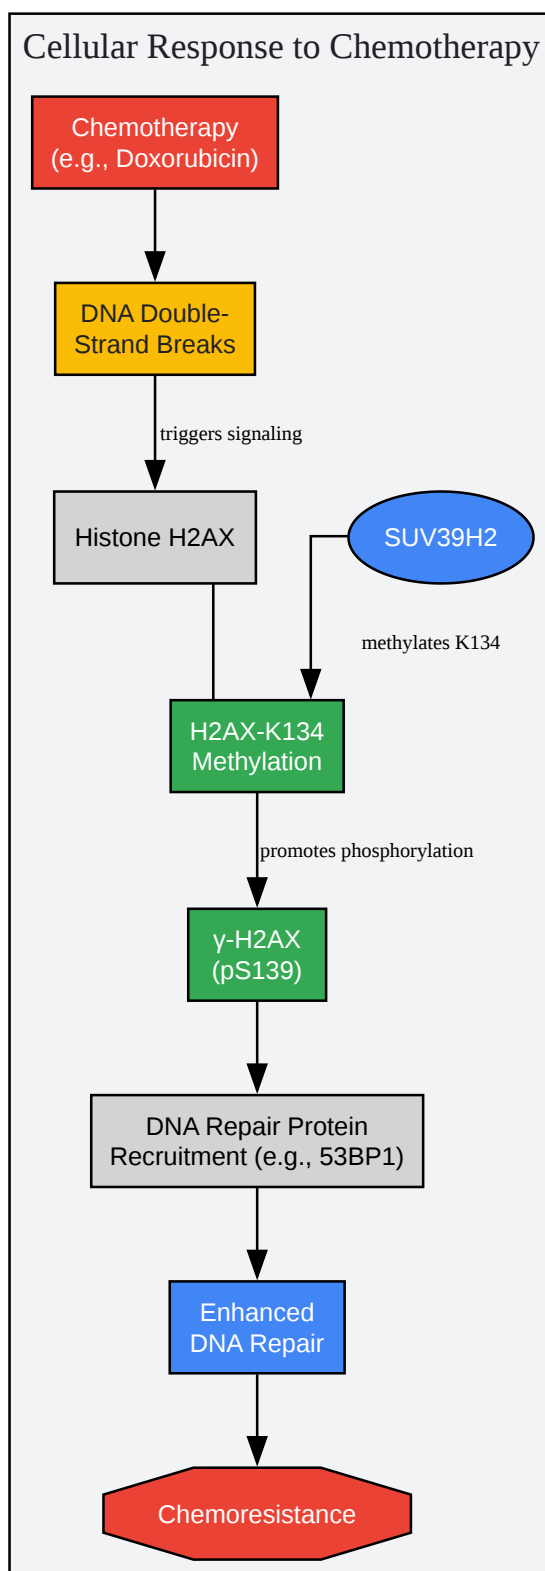 Cellular Response to Chemotherapy
Chemotherapy
(e.g., Doxorubicin)
DNA Double-
Strand Breaks
triggers signaling
Histone H2AX
SUV39H2
methylates K134
H2AX-K134
Methylation
promotes phosphorylation
γ-H2AX
(pS139)
DNA Repair Protein
Recruitment (e.g., 53BP1)
Enhanced
DNA Repair
Chemoresistance